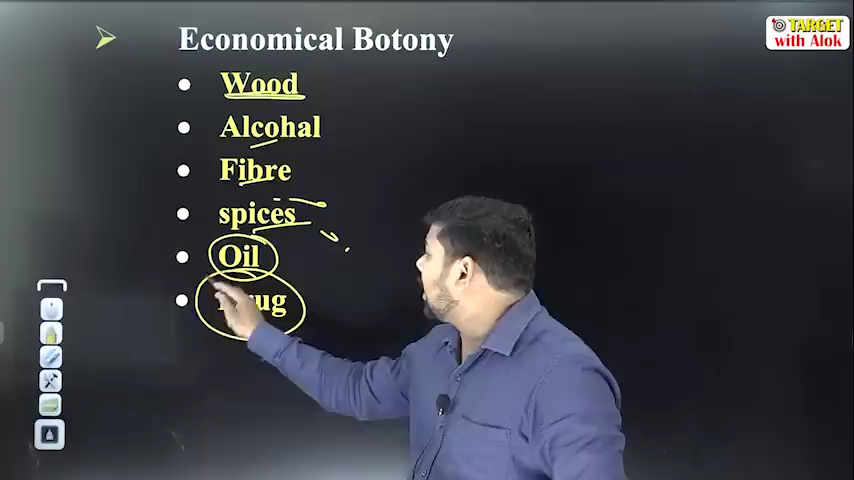 TARGET
with Alok
Economical Botony
Wood
Alcohal
Fibre
spices
Oil